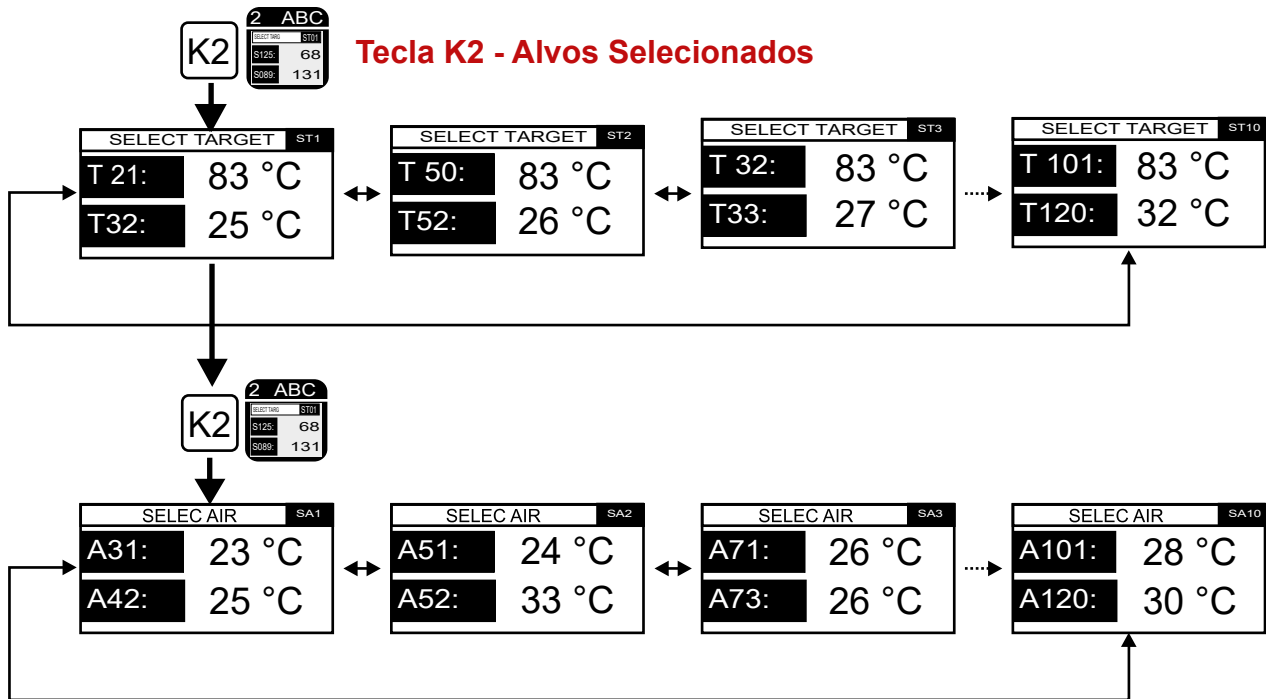 2 ABC
SELECT TARG ST01
S125: 68
S089: 131
K2
Tecla K2 - Alvos Selecionados
SELECT TARGET ST1
T 21: 83 °C
T32: 25 °C
SELECT TARGET ST2
T 50: 83 °C
T52: 26 °C
SELECT TARGET ST3
T 32: 83 °C
T33: 27 °C
SELECT TARGET ST10
T 101: 83 °C
T120: 32 °C
2 ABC
SELECT TARG ST01
S125: 68
S089: 131
K2
SELEC AIR SA1
A31: 23 °C
A42: 25 °C
SELEC AIR SA2
A51: 24 °C
A52: 33 °C
SELEC AIR SA3
A71: 26 °C
A73: 26 °C
SELEC AIR SA10
A101: 28 °C
A120: 30 °C